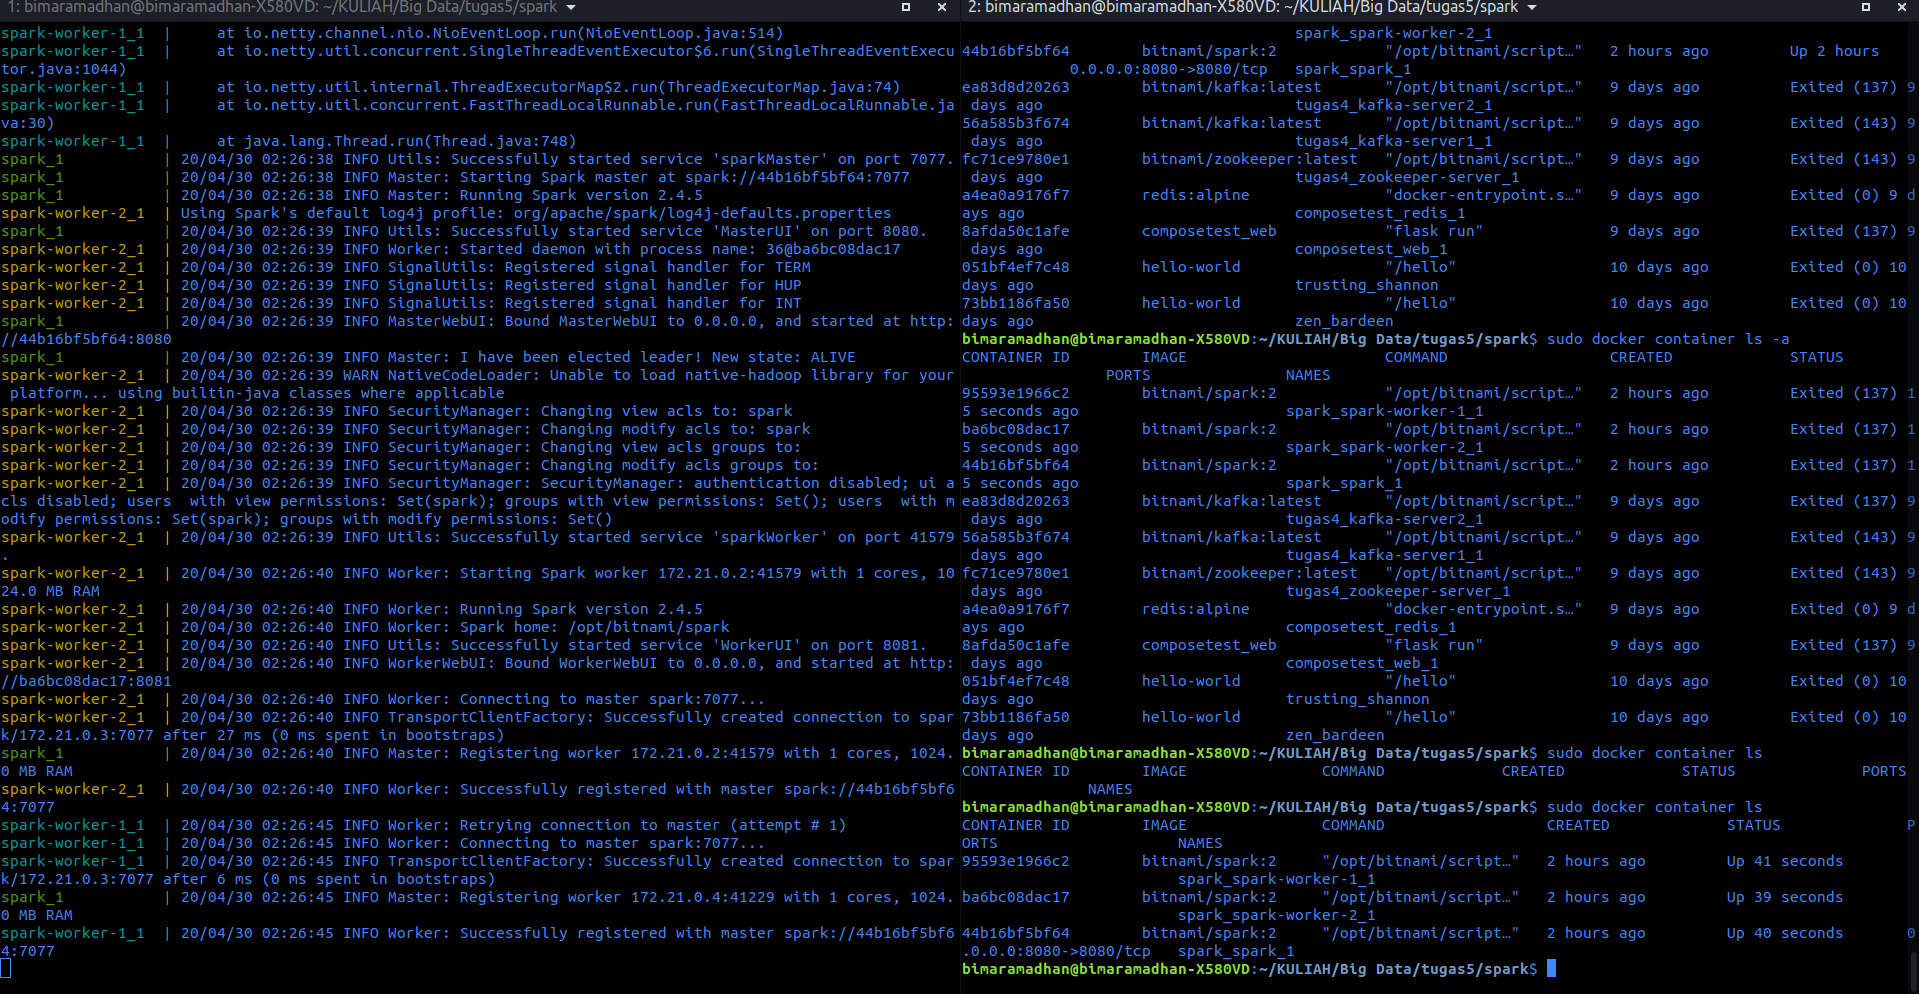 1: bimaramadhan@bimaramadhan-X580VD: ~/KULIAH/Big Data/tugas5/spark
spark-worker-1_1  |     at io.netty.channel.nio.NioEventLoop.run(NioEventLoop.java:514)
spark-worker-1_1  |     at io.netty.util.concurrent.SingleThreadEventExecutor$6.run(SingleThreadEventExecu
tor.java:1044)
spark-worker-1_1  |     at io.netty.util.internal.ThreadExecutorMap$2.run(ThreadExecutorMap.java:74)
spark-worker-1_1  |     at io.netty.util.concurrent.FastThreadLocalRunnable.run(FastThreadLocalRunnable.ja
va:30)
spark-worker-1_1  |     at java.lang.Thread.run(Thread.java:748)
spark_1           | 20/04/30 02:26:38 INFO Utils: Successfully started service 'sparkMaster' on port 7077.
spark_1           | 20/04/30 02:26:38 INFO Master: Starting Spark master at spark://44b16bf5bf64:7077
spark_1           | 20/04/30 02:26:38 INFO Master: Running Spark version 2.4.5
spark-worker-2_1  | Using Spark's default log4j profile: org/apache/spark/log4j-defaults.properties
spark_1           | 20/04/30 02:26:39 INFO Utils: Successfully started service 'MasterUI' on port 8080.
spark-worker-2_1  | 20/04/30 02:26:39 INFO Worker: Started daemon with process name: 36@ba6bc08dac17
spark-worker-2_1  | 20/04/30 02:26:39 INFO SignalUtils: Registered signal handler for TERM
spark-worker-2_1  | 20/04/30 02:26:39 INFO SignalUtils: Registered signal handler for HUP
spark-worker-2_1  | 20/04/30 02:26:39 INFO SignalUtils: Registered signal handler for INT
spark_1           | 20/04/30 02:26:39 INFO MasterWebUI: Bound MasterWebUI to 0.0.0.0, and started at http:
//44b16bf5bf64:8080
spark_1           | 20/04/30 02:26:39 INFO Master: I have been elected leader! New state: ALIVE
spark-worker-2_1  | 20/04/30 02:26:39 WARN NativeCodeLoader: Unable to load native-hadoop library for your
 platform... using builtin-java classes where applicable
spark-worker-2_1  | 20/04/30 02:26:39 INFO SecurityManager: Changing view acls to: spark
spark-worker-2_1  | 20/04/30 02:26:39 INFO SecurityManager: Changing modify acls to: spark
spark-worker-2_1  | 20/04/30 02:26:39 INFO SecurityManager: Changing view acls groups to:
spark-worker-2_1  | 20/04/30 02:26:39 INFO SecurityManager: Changing modify acls groups to:
spark-worker-2_1  | 20/04/30 02:26:39 INFO SecurityManager: SecurityManager: authentication disabled; ui a
cls disabled; users  with view permissions: Set(spark); groups with view permissions: Set(); users  with m
odify permissions: Set(spark); groups with modify permissions: Set()
spark-worker-2_1  | 20/04/30 02:26:39 INFO Utils: Successfully started service 'sparkWorker' on port 41579
.
spark-worker-2_1  | 20/04/30 02:26:40 INFO Worker: Starting Spark worker 172.21.0.2:41579 with 1 cores, 10
24.0 MB RAM
spark-worker-2_1  | 20/04/30 02:26:40 INFO Worker: Running Spark version 2.4.5
spark-worker-2_1  | 20/04/30 02:26:40 INFO Worker: Spark home: /opt/bitnami/spark
spark-worker-2_1  | 20/04/30 02:26:40 INFO Utils: Successfully started service 'WorkerUI' on port 8081.
spark-worker-2_1  | 20/04/30 02:26:40 INFO WorkerWebUI: Bound WorkerWebUI to 0.0.0.0, and started at http:
//ba6bc08dac17:8081
spark-worker-2_1  | 20/04/30 02:26:40 INFO Worker: Connecting to master spark:7077...
spark-worker-2_1  | 20/04/30 02:26:40 INFO TransportClientFactory: Successfully created connection to spar
k/172.21.0.3:7077 after 27 ms (0 ms spent in bootstraps)
spark_1           | 20/04/30 02:26:40 INFO Master: Registering worker 172.21.0.2:41579 with 1 cores, 1024.
0 MB RAM
spark-worker-2_1  | 20/04/30 02:26:40 INFO Worker: Successfully registered with master spark://44b16bf5bf6
4:7077
spark-worker-1_1  | 20/04/30 02:26:45 INFO Worker: Retrying connection to master (attempt # 1)
spark-worker-1_1  | 20/04/30 02:26:45 INFO Worker: Connecting to master spark:7077...
spark-worker-1_1  | 20/04/30 02:26:45 INFO TransportClientFactory: Successfully created connection to spar
k/172.21.0.3:7077 after 6 ms (0 ms spent in bootstraps)
spark_1           | 20/04/30 02:26:45 INFO Master: Registering worker 172.21.0.4:41229 with 1 cores, 1024.
0 MB RAM
spark-worker-1_1  | 20/04/30 02:26:45 INFO Worker: Successfully registered with master spark://44b16bf5bf6
4:7077
2: bimaramadhan@bimaramadhan-X580VD: ~/KULIAH/Big Data/tugas5/spark
spark_spark-worker-2_1
44b16bf5bf64        bitnami/spark:2            "/opt/bitnami/script…"   2 hours ago         Up 2 hours
            0.0.0.0:8080->8080/tcp   spark_spark_1
ea83d8d20263        bitnami/kafka:latest       "/opt/bitnami/script…"   9 days ago          Exited (137) 9
 days ago                            tugas4_kafka-server2_1
56a585b3f674        bitnami/kafka:latest       "/opt/bitnami/script…"   9 days ago          Exited (143) 9
 days ago                            tugas4_kafka-server1_1
fc71ce9780e1        bitnami/zookeeper:latest   "/opt/bitnami/script…"   9 days ago          Exited (143) 9
 days ago                            tugas4_zookeeper-server_1
a4ea0a9176f7        redis:alpine               "docker-entrypoint.s…"   9 days ago          Exited (0) 9 d
ays ago                              composetest_redis_1
8afda50c1afe        composetest_web            "flask run"              9 days ago          Exited (137) 9
 days ago                            composetest_web_1
051bf4ef7c48        hello-world                "/hello"                 10 days ago         Exited (0) 10
days ago                             trusting_shannon
73bb1186fa50        hello-world                "/hello"                 10 days ago         Exited (0) 10
days ago                             zen_bardeen
bimaramadhan@bimaramadhan-X580VD:~/KULIAH/Big Data/tugas5/spark$ sudo docker container ls -a
CONTAINER ID        IMAGE                      COMMAND                  CREATED             STATUS
                PORTS               NAMES
95593e1966c2        bitnami/spark:2            "/opt/bitnami/script…"   2 hours ago         Exited (137) 1
5 seconds ago                       spark_spark-worker-1_1
ba6bc08dac17        bitnami/spark:2            "/opt/bitnami/script…"   2 hours ago         Exited (137) 1
5 seconds ago                       spark_spark-worker-2_1
44b16bf5bf64        bitnami/spark:2            "/opt/bitnami/script…"   2 hours ago         Exited (137) 1
5 seconds ago                       spark_spark_1
ea83d8d20263        bitnami/kafka:latest       "/opt/bitnami/script…"   9 days ago          Exited (137) 9
 days ago                           tugas4_kafka-server2_1
56a585b3f674        bitnami/kafka:latest       "/opt/bitnami/script…"   9 days ago          Exited (143) 9
 days ago                           tugas4_kafka-server1_1
fc71ce9780e1        bitnami/zookeeper:latest   "/opt/bitnami/script…"   9 days ago          Exited (143) 9
 days ago                           tugas4_zookeeper-server_1
a4ea0a9176f7        redis:alpine               "docker-entrypoint.s…"   9 days ago          Exited (0) 9 d
ays ago                             composetest_redis_1
8afda50c1afe        composetest_web            "flask run"              9 days ago          Exited (137) 9
 days ago                           composetest_web_1
051bf4ef7c48        hello-world                "/hello"                 10 days ago         Exited (0) 10
days ago                            trusting_shannon
73bb1186fa50        hello-world                "/hello"                 10 days ago         Exited (0) 10
days ago                            zen_bardeen
bimaramadhan@bimaramadhan-X580VD:~/KULIAH/Big Data/tugas5/spark$ sudo docker container ls
CONTAINER ID        IMAGE               COMMAND             CREATED             STATUS              PORTS
              NAMES
bimaramadhan@bimaramadhan-X580VD:~/KULIAH/Big Data/tugas5/spark$ sudo docker container ls
CONTAINER ID        IMAGE               COMMAND                  CREATED             STATUS              P
ORTS                    NAMES
95593e1966c2        bitnami/spark:2     "/opt/bitnami/script…"   2 hours ago         Up 41 seconds
                        spark_spark-worker-1_1
ba6bc08dac17        bitnami/spark:2     "/opt/bitnami/script…"   2 hours ago         Up 39 seconds
                        spark_spark-worker-2_1
44b16bf5bf64        bitnami/spark:2     "/opt/bitnami/script…"   2 hours ago         Up 40 seconds       0
.0.0.0:8080->8080/tcp   spark_spark_1
bimaramadhan@bimaramadhan-X580VD:~/KULIAH/Big Data/tugas5/spark$